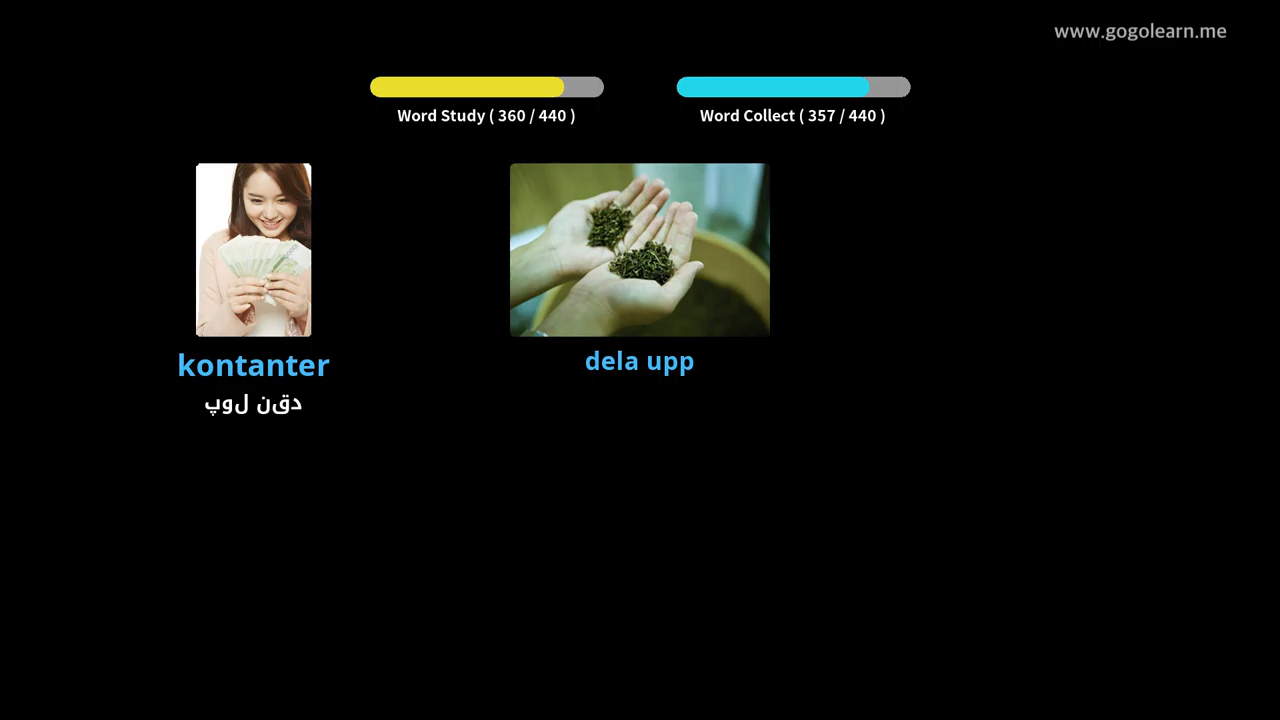 www.gogolearn.me
Word Study ( 360 / 440 )
Word Collect ( 357 / 440 )
kontanter
دقن لوپ
dela upp